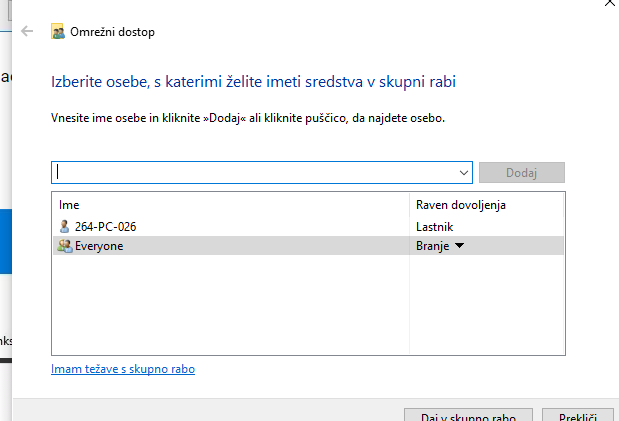 Omrežni dostop
Izberite osebe, s katerimi želite imeti sredstva v skupni rabi
Vnesite ime osebe in kliknite »Dodaj« ali kliknite puščico, da najdete osebo.
Dodaj
Ime Raven dovoljenja
264-PC-026 Lastnik
Everyone Branje
Imam težave s skupno rabo
Daj v skupno rabo Prekliči